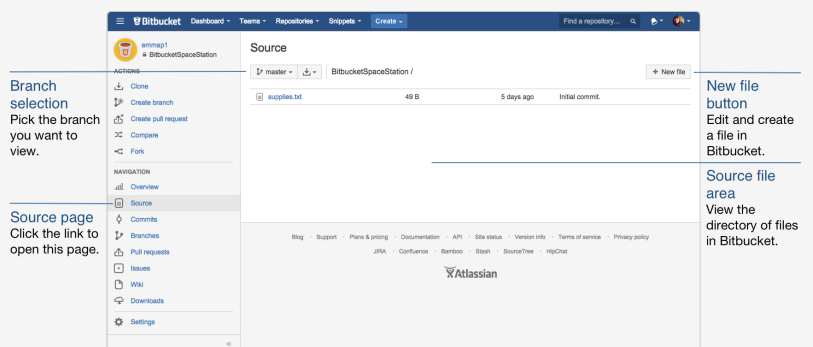 Bitbucket Dashboard Teams Repositories Snippets Create Find a repository...
emmap1
BitbucketSpaceStation
ACTIONS
Clone
Create branch
Create pull request
Compare
Fork
NAVIGATION
Overview
Source
Commits
Branches
Pull requests
Issues
Wiki
Downloads
Settings
Source
master BitbucketSpaceStation / + New file
supplies.txt 49 B 5 days ago Initial commit.
Blog · Support · Plans & pricing · Documentation · API · Site status · Version info · Terms of service · Privacy policy
JIRA · Confluence · Bamboo · Stash · SourceTree · HipChat
Atlassian
Branch
selection
Pick the branch
you want to
view.
Source page
Click the link to
open this page.
New file
button
Edit and create
a file in
Bitbucket.
Source file
area
View the
directory of files
in Bitbucket.